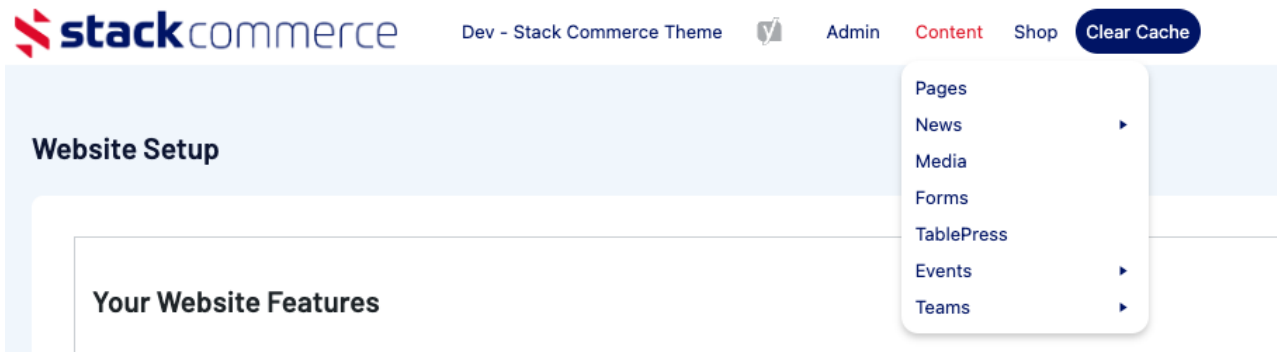 stackcommerce Dev - Stack Commerce Theme y Admin Content Shop Clear Cache
Pages
News
Website Setup
Media
Forms
TablePress
Events
Your Website Features
Teams